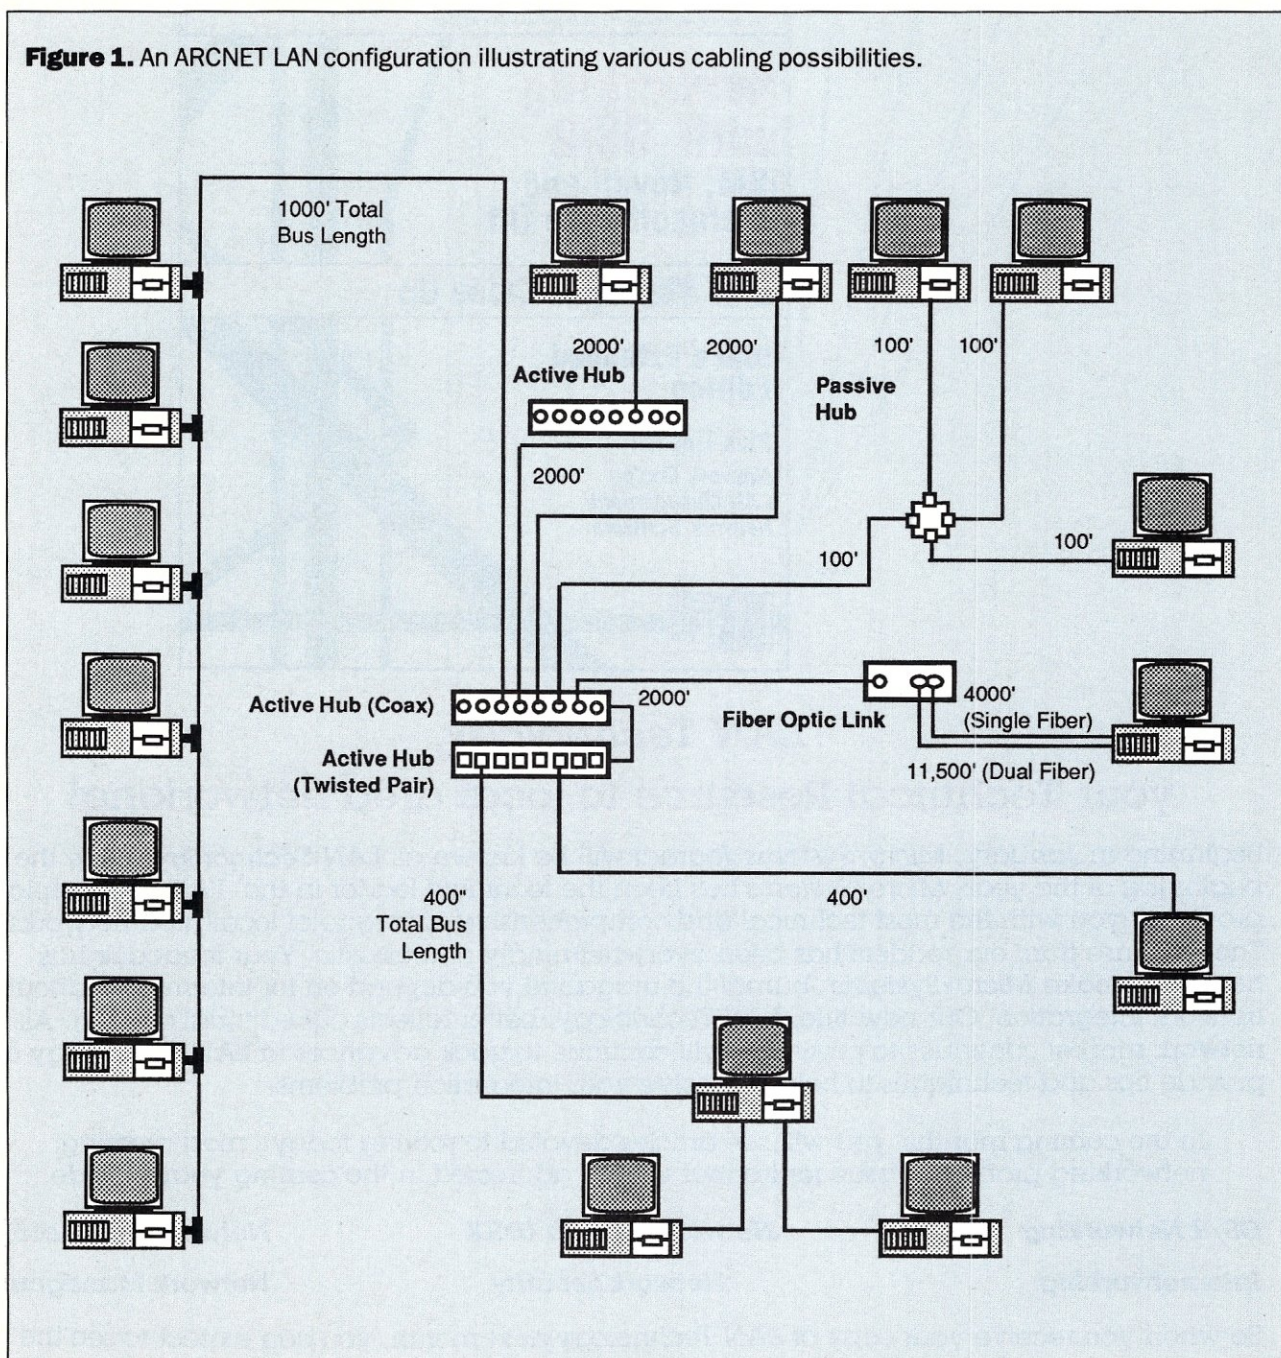 Figure 1. An ARCNET LAN configuration illustrating various cabling possibilities.
1000' Total
Bus Length
2000'
Active Hub
2000'
100'
100'
Passive
Hub
2000'
100'
100'
Active Hub (Coax)
2000'
Fiber Optic Link
4000'
(Single Fiber)
11,500' (Dual Fiber)
Active Hub
(Twisted Pair)
400"
Total Bus
Length
400'